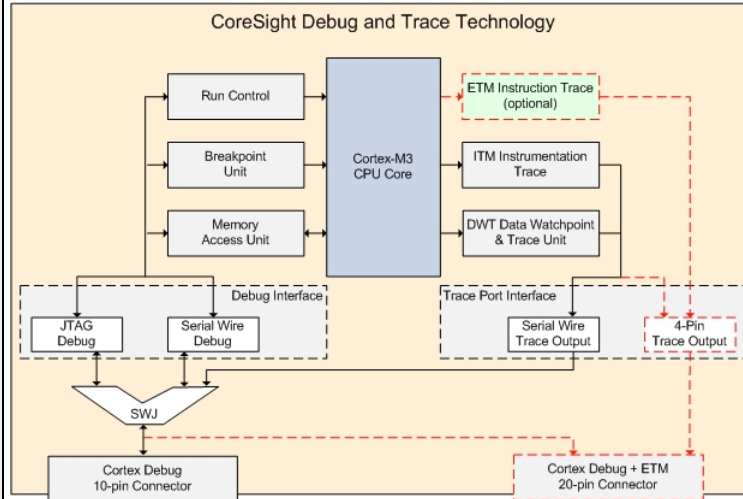 CoreSight Debug and Trace Technology
Run Control
Breakpoint
Unit
Memory
Access Unit
Cortex-M3
CPU Core
ETM Instruction Trace
(optional)
ITM Instrumentation
Trace
DWT Data Watchpoint
& Trace Unit
Debug Interface
JTAG
Debug
Serial Wire
Debug
Trace Port Interface
Serial Wire
Trace Output
4-Pin
Trace Output
SWJ
Cortex Debug
10-pin Connector
Cortex Debug + ETM
20-pin Connector